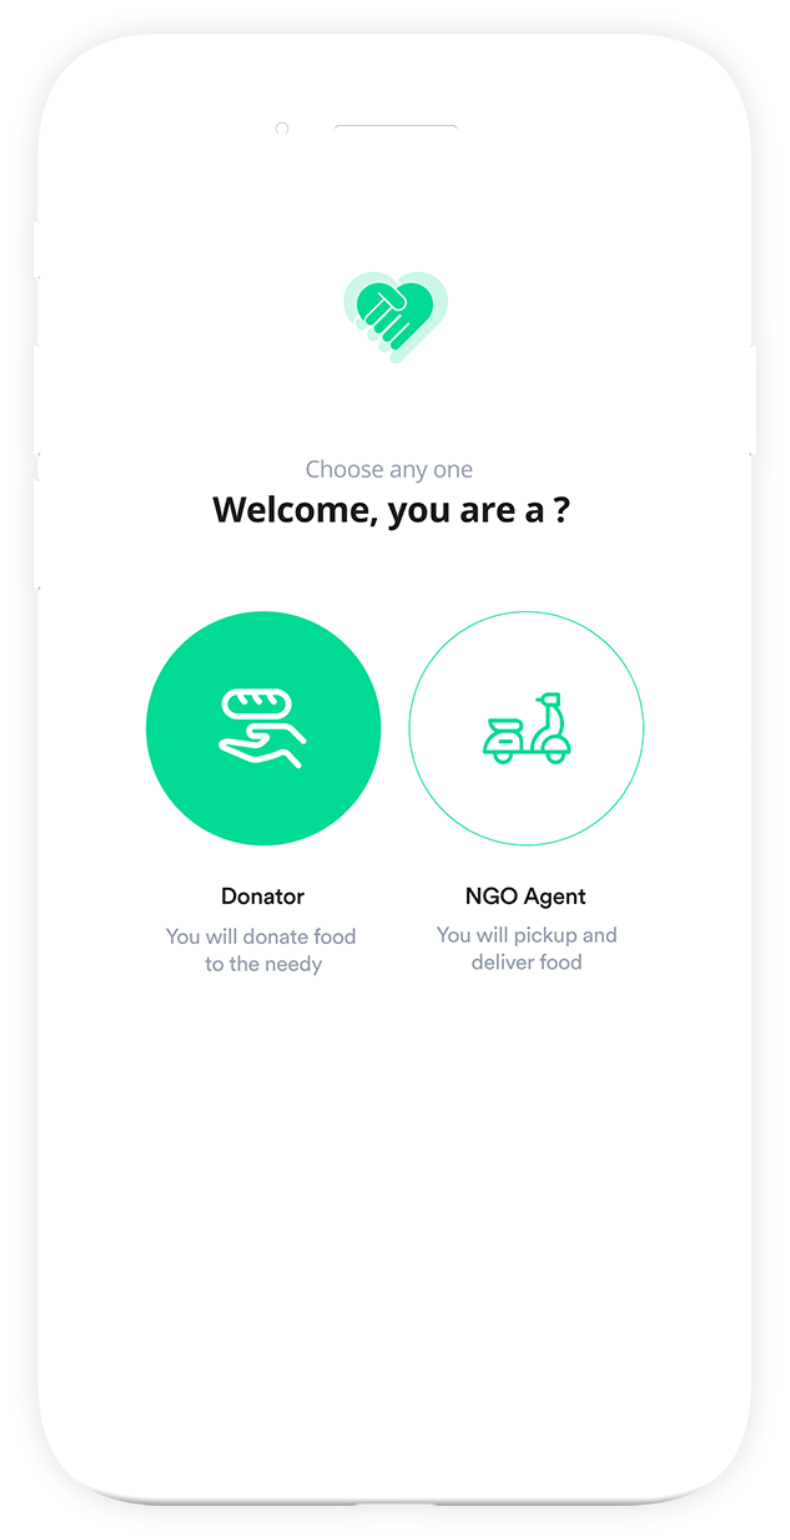 Choose any one
Welcome, you are a ?
Donator
You will donate food
to the needy
NGO Agent
You will pickup and
deliver food